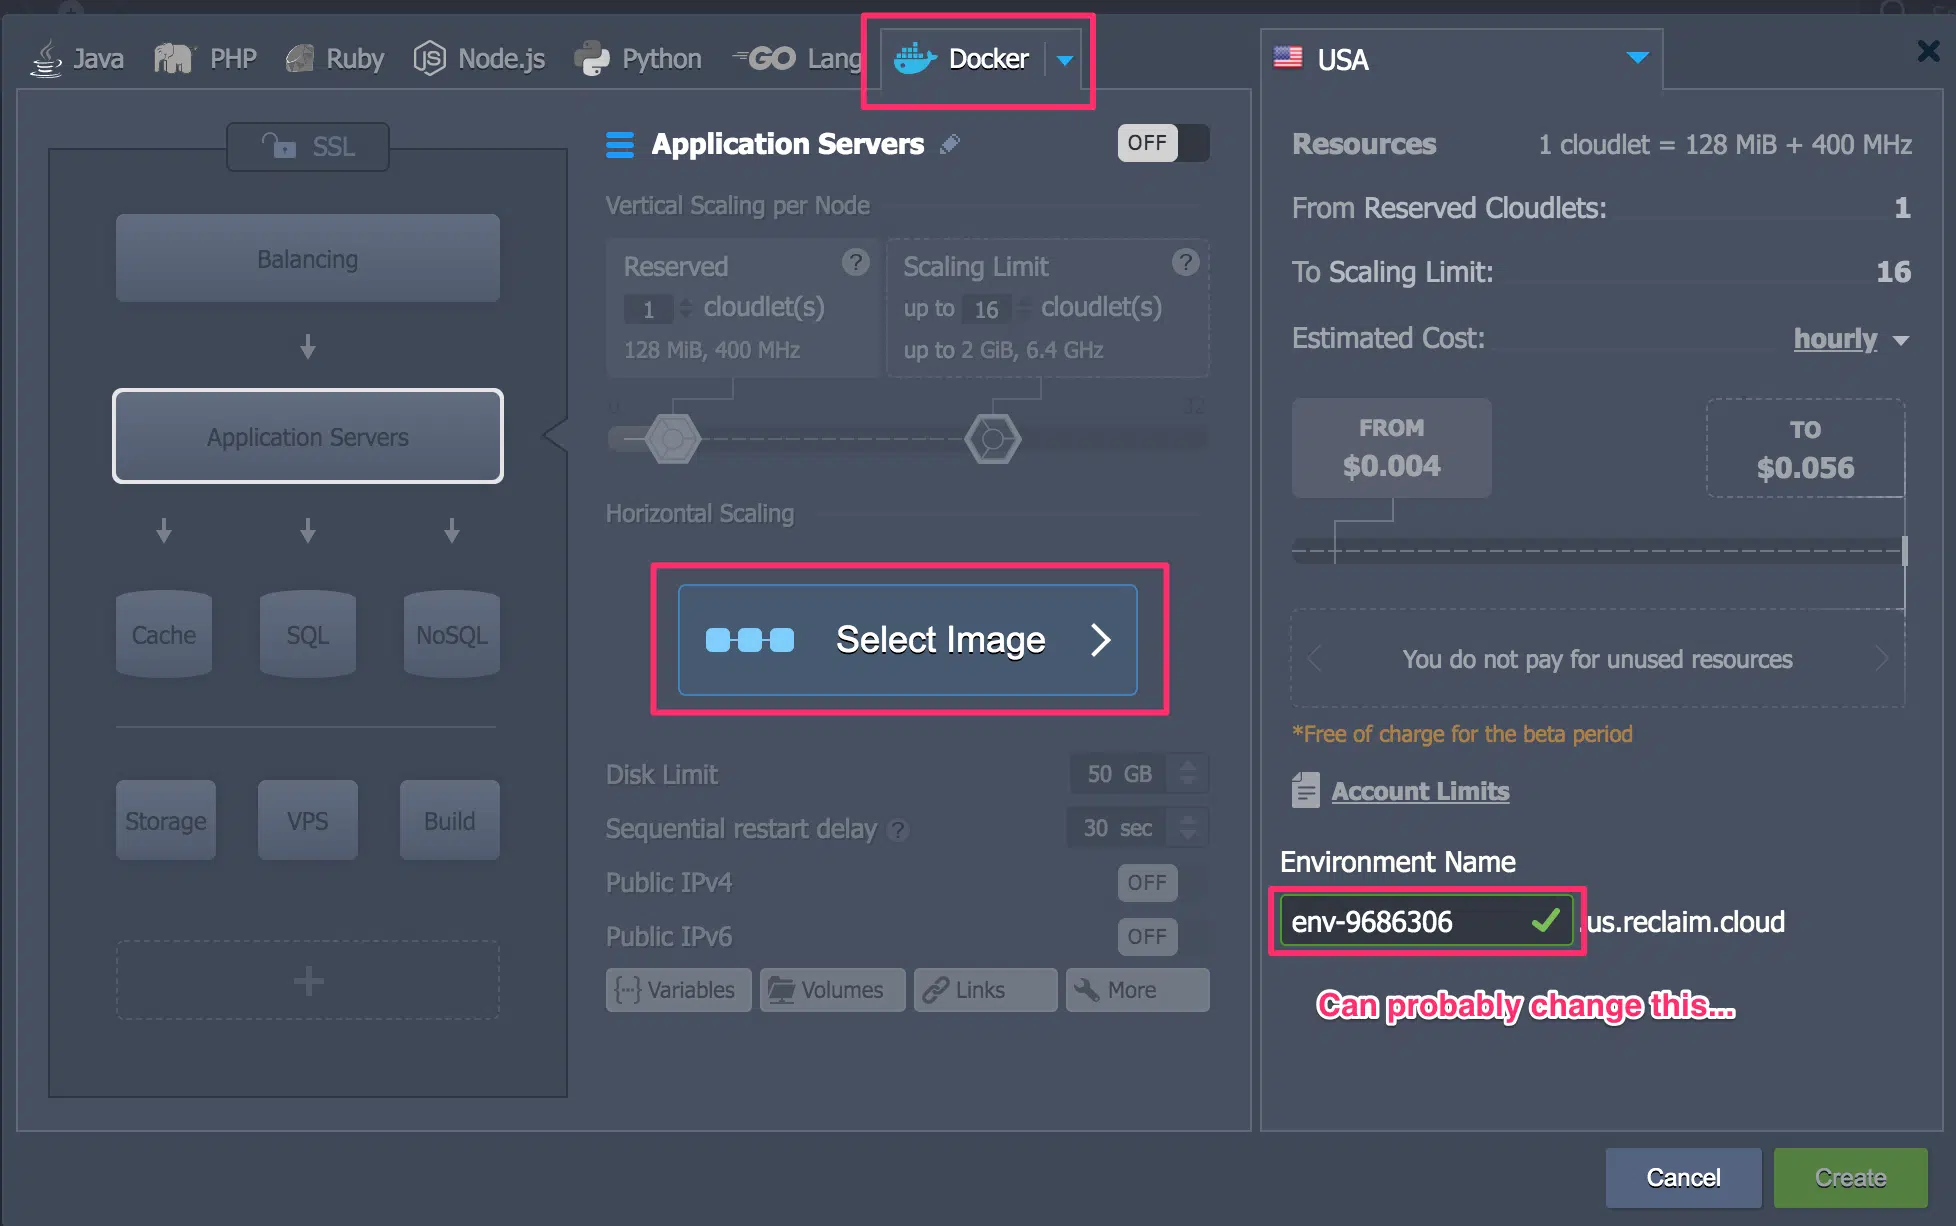 Java PHP Ruby JS Node.js Python GO Lang Docker
USA
SSL
Balancing
Application Servers
Cache SQL NoSQL
Storage VPS Build
+
Application Servers OFF
Vertical Scaling per Node
Reserved ?
1 cloudlet(s)
128 MiB, 400 MHz
Scaling Limit ?
up to 16 cloudlet(s)
up to 2 GiB, 6.4 GHz
0 32
Horizontal Scaling
Select Image
Disk Limit 50 GB
Sequential restart delay ? 30 sec
Public IPv4 OFF
Public IPv6 OFF
Variables Volumes Links More
Resources 1 cloudlet = 128 MiB + 400 MHz
From Reserved Cloudlets: 1
To Scaling Limit: 16
Estimated Cost: hourly
FROM
$0.004
TO
$0.056
You do not pay for unused resources
*Free of charge for the beta period
Account Limits
Environment Name
env-9686306 .us.reclaim.cloud
Can probably change this...
Cancel Create